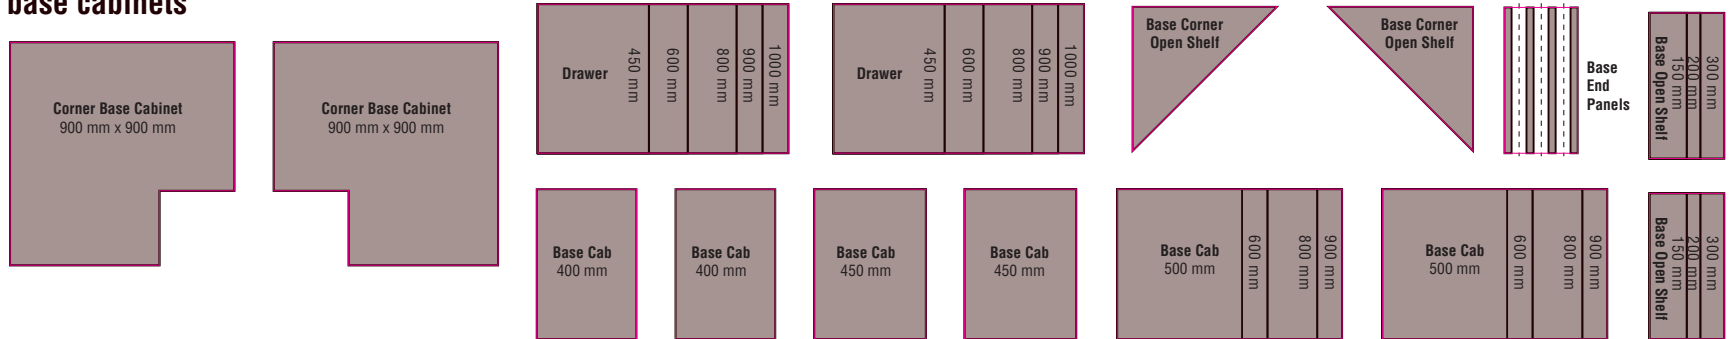 base cabinets
Corner Base Cabinet
900 mm x 900 mm
Corner Base Cabinet
900 mm x 900 mm
Drawer
450 mm
600 mm
800 mm
900 mm
1000 mm
Drawer
450 mm
600 mm
800 mm
900 mm
1000 mm
Base Corner
Open Shelf
Base Corner
Open Shelf
Base
End
Panels
Base Open Shelf
150 mm
200 mm
300 mm
Base Cab
400 mm
Base Cab
400 mm
Base Cab
450 mm
Base Cab
450 mm
Base Cab
500 mm
600 mm
800 mm
900 mm
Base Cab
500 mm
600 mm
800 mm
900 mm
Base Open Shelf
150 mm
200 mm
300 mm